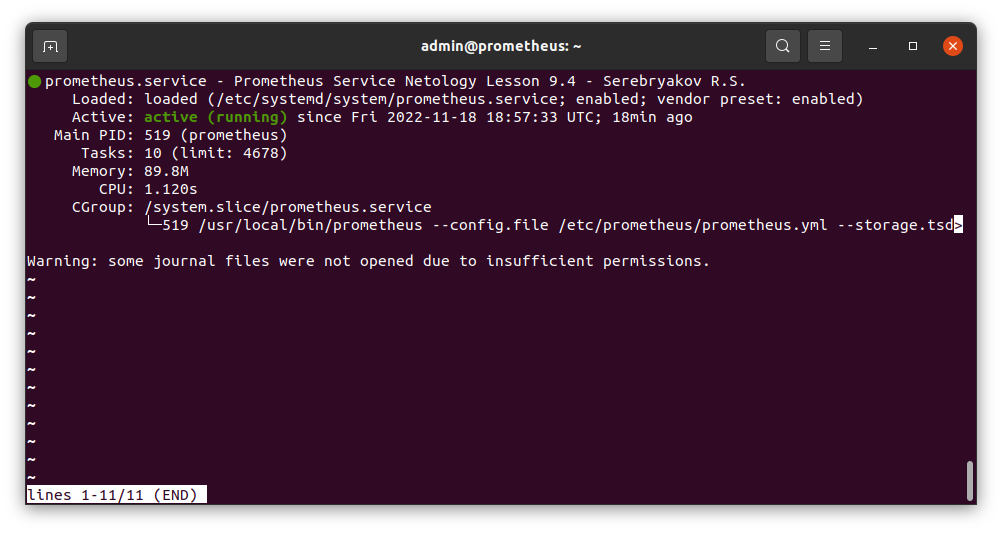 admin@prometheus: ~
● prometheus.service - Prometheus Service Netology Lesson 9.4 - Serebryakov R.S.
Loaded: loaded (/etc/systemd/system/prometheus.service; enabled; vendor preset: enabled)
Active: active (running) since Fri 2022-11-18 18:57:33 UTC; 18min ago
Main PID: 519 (prometheus)
Tasks: 10 (limit: 4678)
Memory: 89.8M
CPU: 1.120s
CGroup: /system.slice/prometheus.service
└─519 /usr/local/bin/prometheus --config.file /etc/prometheus/prometheus.yml --storage.tsd>
Warning: some journal files were not opened due to insufficient permissions.
~
~
~
~
~
~
~
~
~
~
~
~
lines 1-11/11 (END)